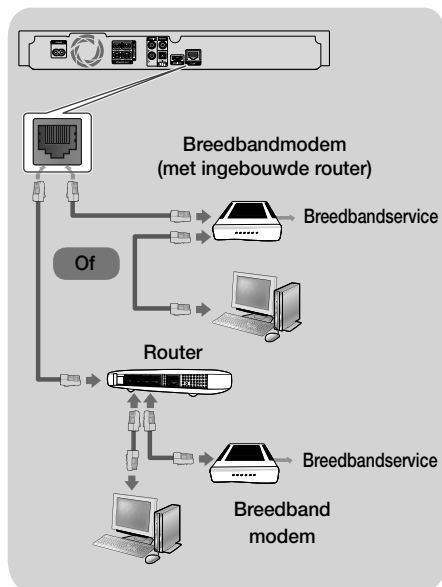 Breedbandmodem
(met ingebouwde router)
Breedbandservice
Of
Router
Breedbandservice
Breedband
modem